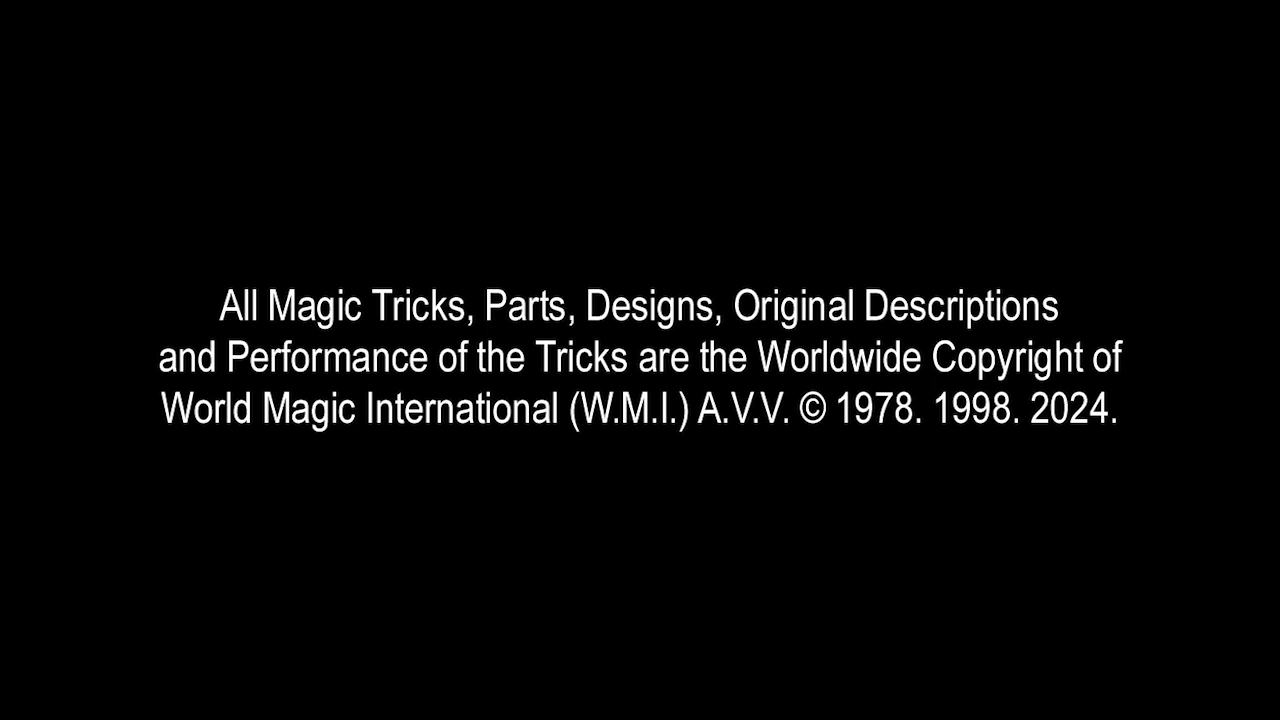 All Magic Tricks, Parts, Designs, Original Descriptions
and Performance of the Tricks are the Worldwide Copyright of
World Magic International (W.M.I.) A.V.V. © 1978. 1998. 2024.